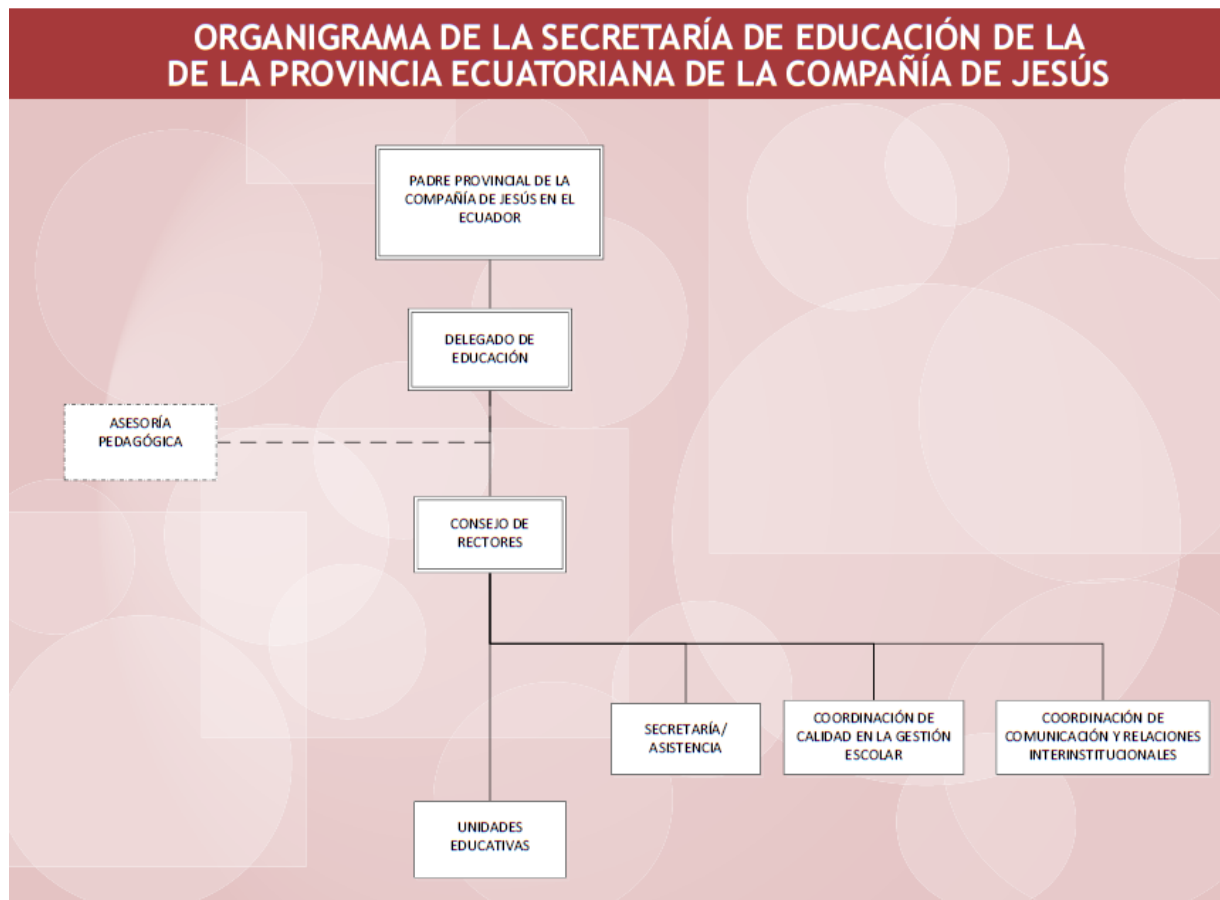 ORGANIGRAMA DE LA SECRETARÍA DE EDUCACIÓN DE LA
DE LA PROVINCIA ECUATORIANA DE LA COMPAÑÍA DE JESÚS
PADRE PROVINCIAL DE LA
COMPAÑÍA DE JESÚS EN EL
ECUADOR
DELEGADO DE
EDUCACIÓN
ASESORÍA
PEDAGÓGICA
CONSEJO DE
RECTORES
SECRETARÍA/
ASISTENCIA
COORDINACIÓN DE
CALIDAD EN LA GESTIÓN
ESCOLAR
COORDINACIÓN DE
COMUNICACIÓN Y RELACIONES
INTERINSTITUCIONALES
UNIDADES
EDUCATIVAS